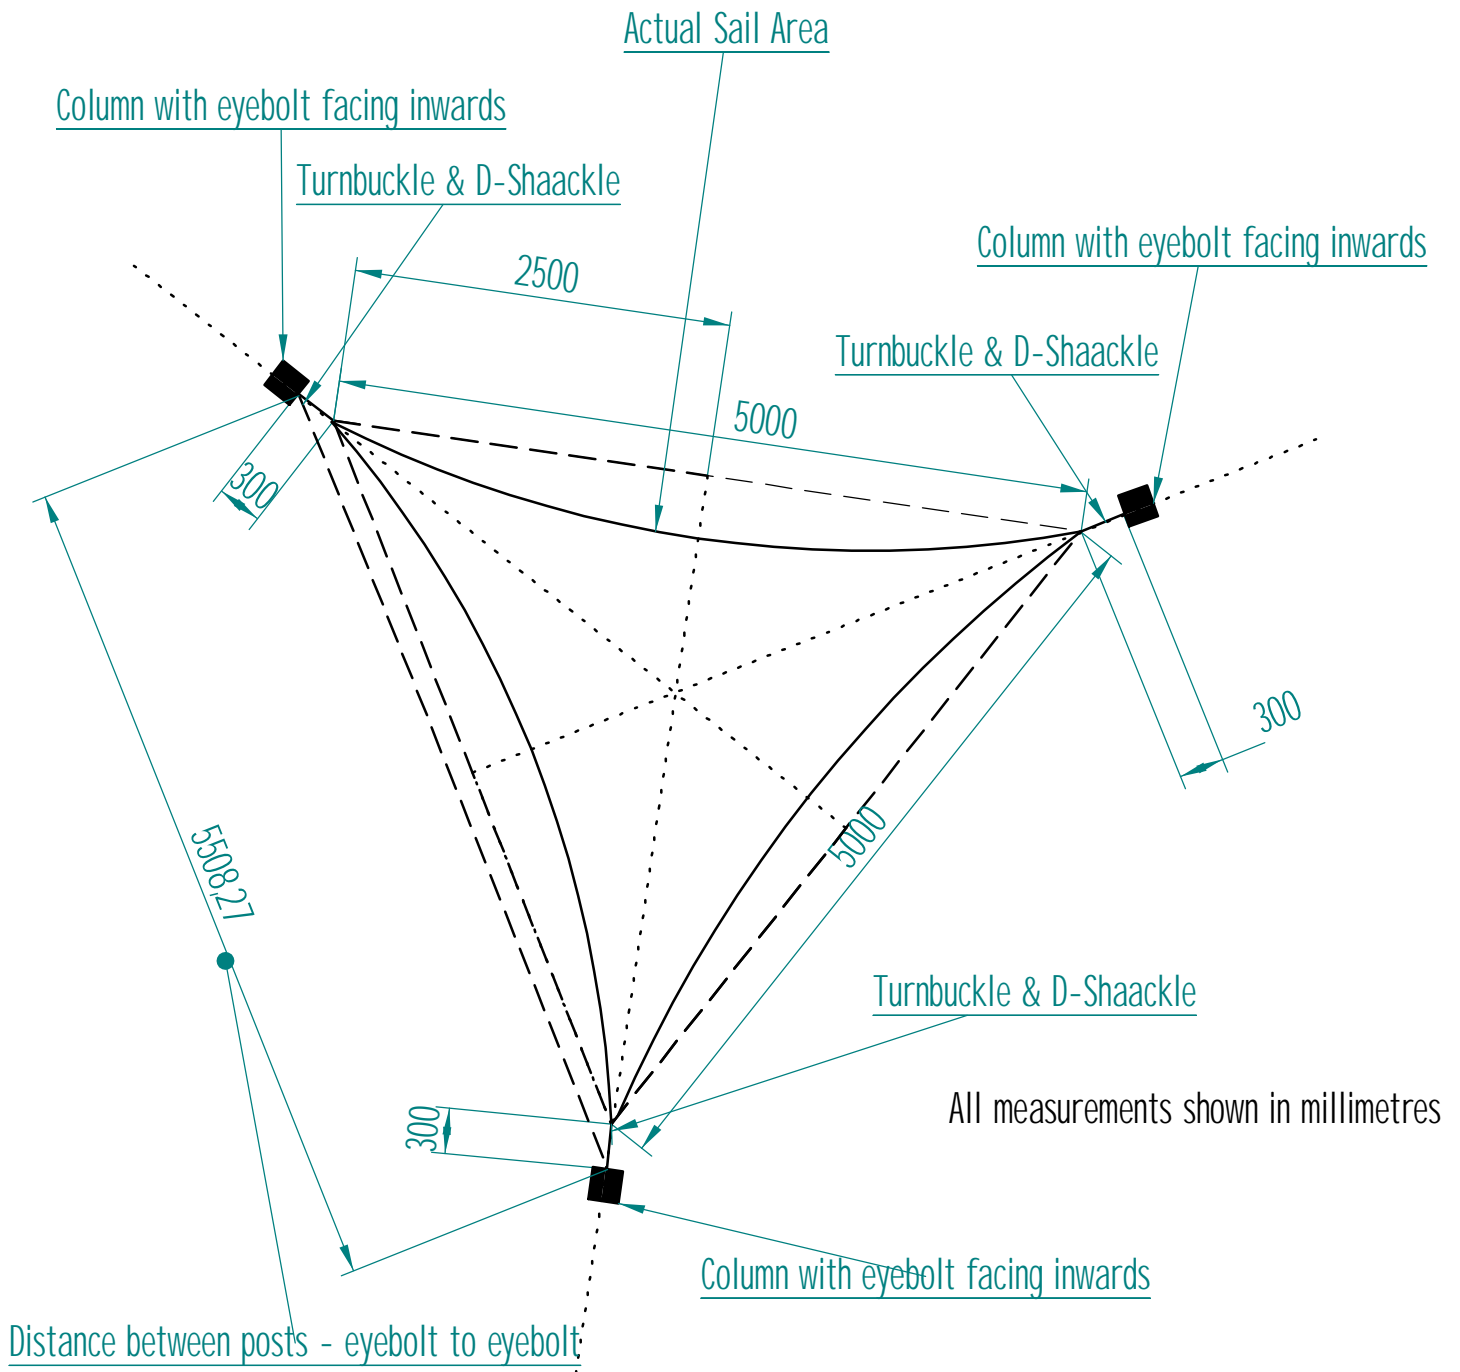 Actual Sail Area
Column with eyebolt facing inwards
Turnbuckle & D-Shaackle
Column with eyebolt facing inwards
2500
Turnbuckle & D-Shaackle
5000
300
300
5000
5508,27
Turnbuckle & D-Shaackle
All measurements shown in millimetres
300
Column with eyebolt facing inwards
Distance between posts - eyebolt to eyebolt